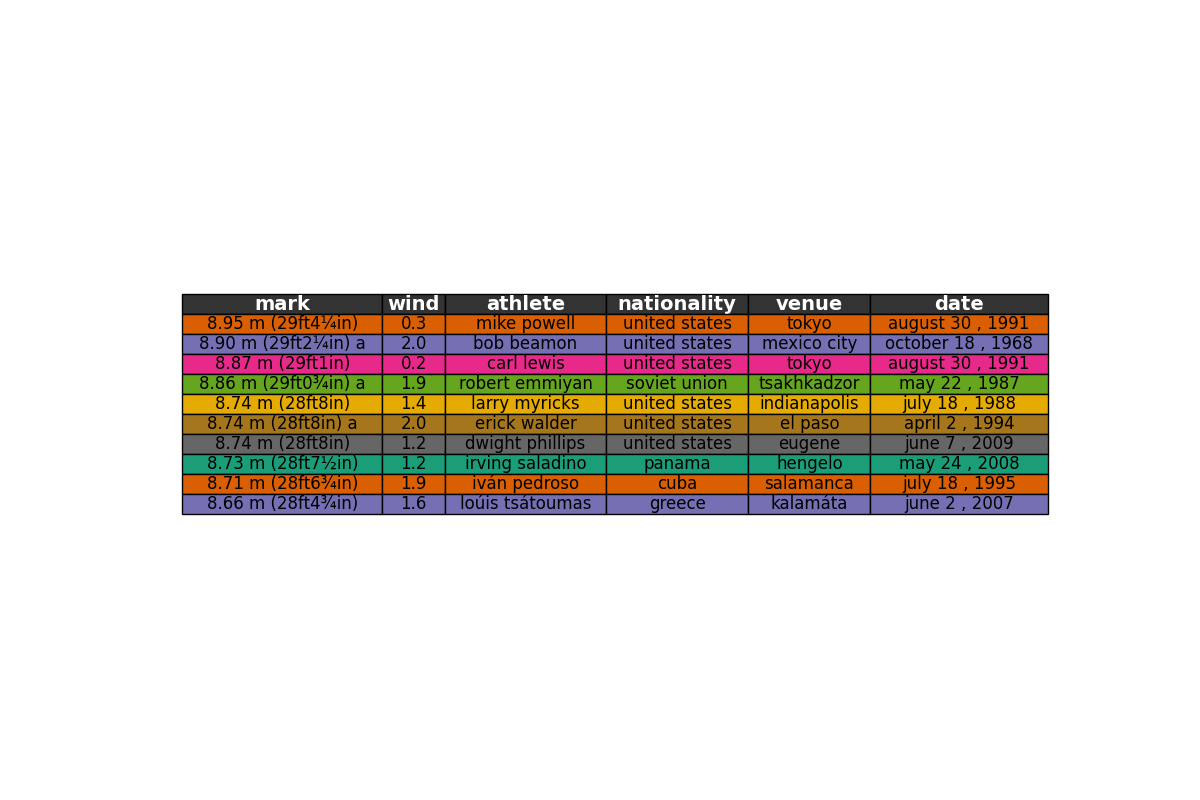 mark wind athlete nationality venue date
8.95 m (29ft4¼in) 0.3 mike powell united states tokyo august 30 , 1991
8.90 m (29ft2¼in) a 2.0 bob beamon united states mexico city october 18 , 1968
8.87 m (29ft1in) 0.2 carl lewis united states tokyo august 30 , 1991
8.86 m (29ft0¾in) a 1.9 robert emmiyan soviet union tsakhkadzor may 22 , 1987
8.74 m (28ft8in) 1.4 larry myricks united states indianapolis july 18 , 1988
8.74 m (28ft8in) a 2.0 erick walder united states el paso april 2 , 1994
8.74 m (28ft8in) 1.2 dwight phillips united states eugene june 7 , 2009
8.73 m (28ft7½in) 1.2 irving saladino panama hengelo may 24 , 2008
8.71 m (28ft6¾in) 1.9 iván pedroso cuba salamanca july 18 , 1995
8.66 m (28ft4¾in) 1.6 loúis tsátoumas greece kalamáta june 2 , 2007